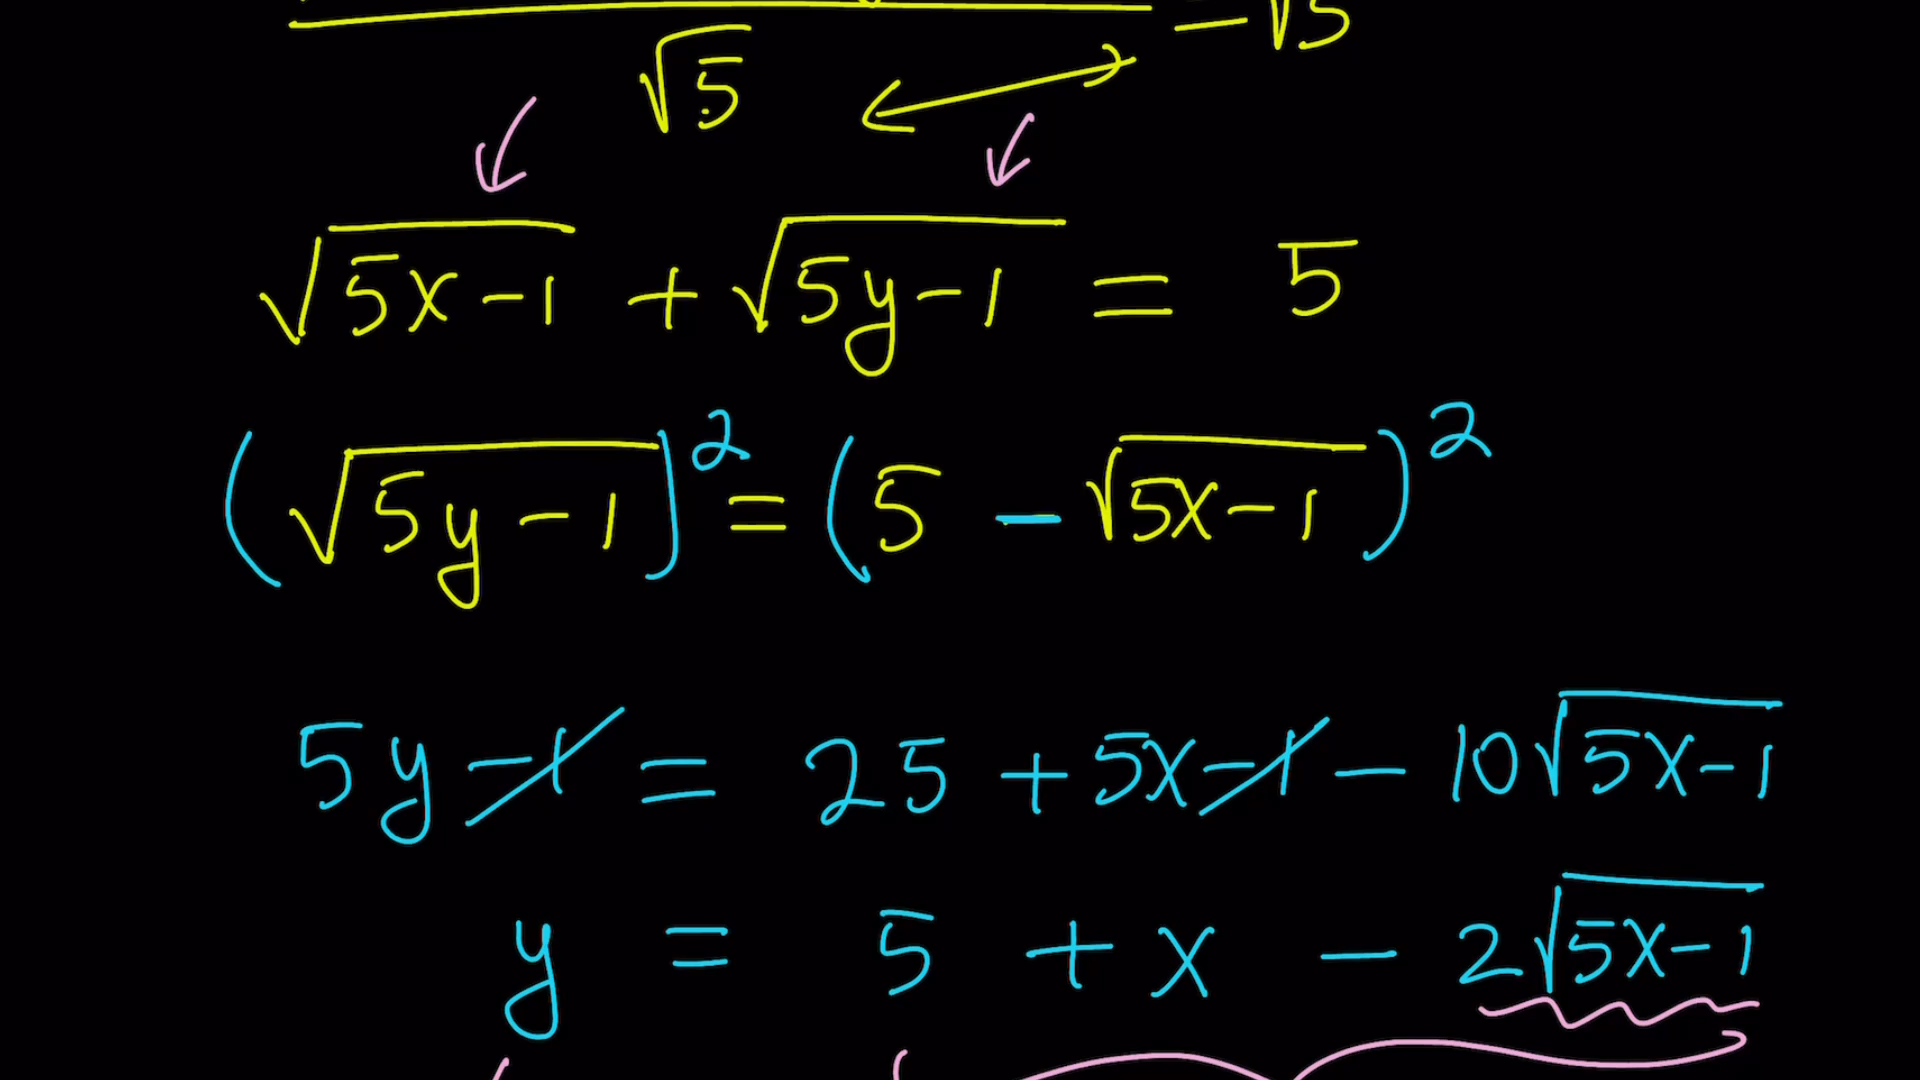 √5 = √5
√(5x-1) + √(5y-1) = 5
(√(5y-1))² = (5 - √(5x-1))²
5y-1 = 25 + 5x-1 - 10√(5x-1)
y = 5 + x - 2√(5x-1)